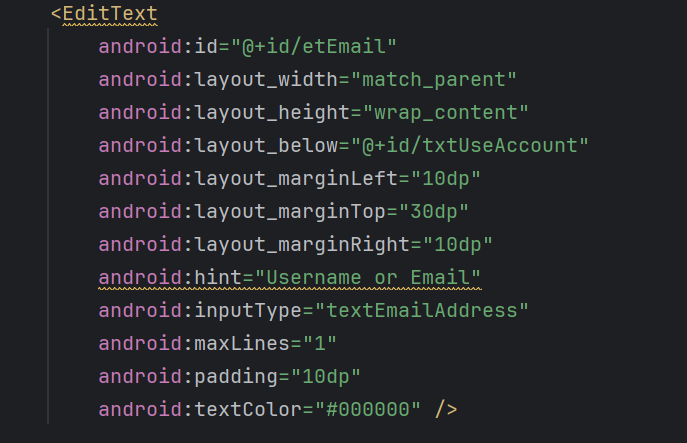 <EditText
android:id="@+id/etEmail"
android:layout_width="match_parent"
android:layout_height="wrap_content"
android:layout_below="@+id/txtUseAccount"
android:layout_marginLeft="10dp"
android:layout_marginTop="30dp"
android:layout_marginRight="10dp"
android:hint="Username or Email"
android:inputType="textEmailAddress"
android:maxLines="1"
android:padding="10dp"
android:textColor="#000000" />